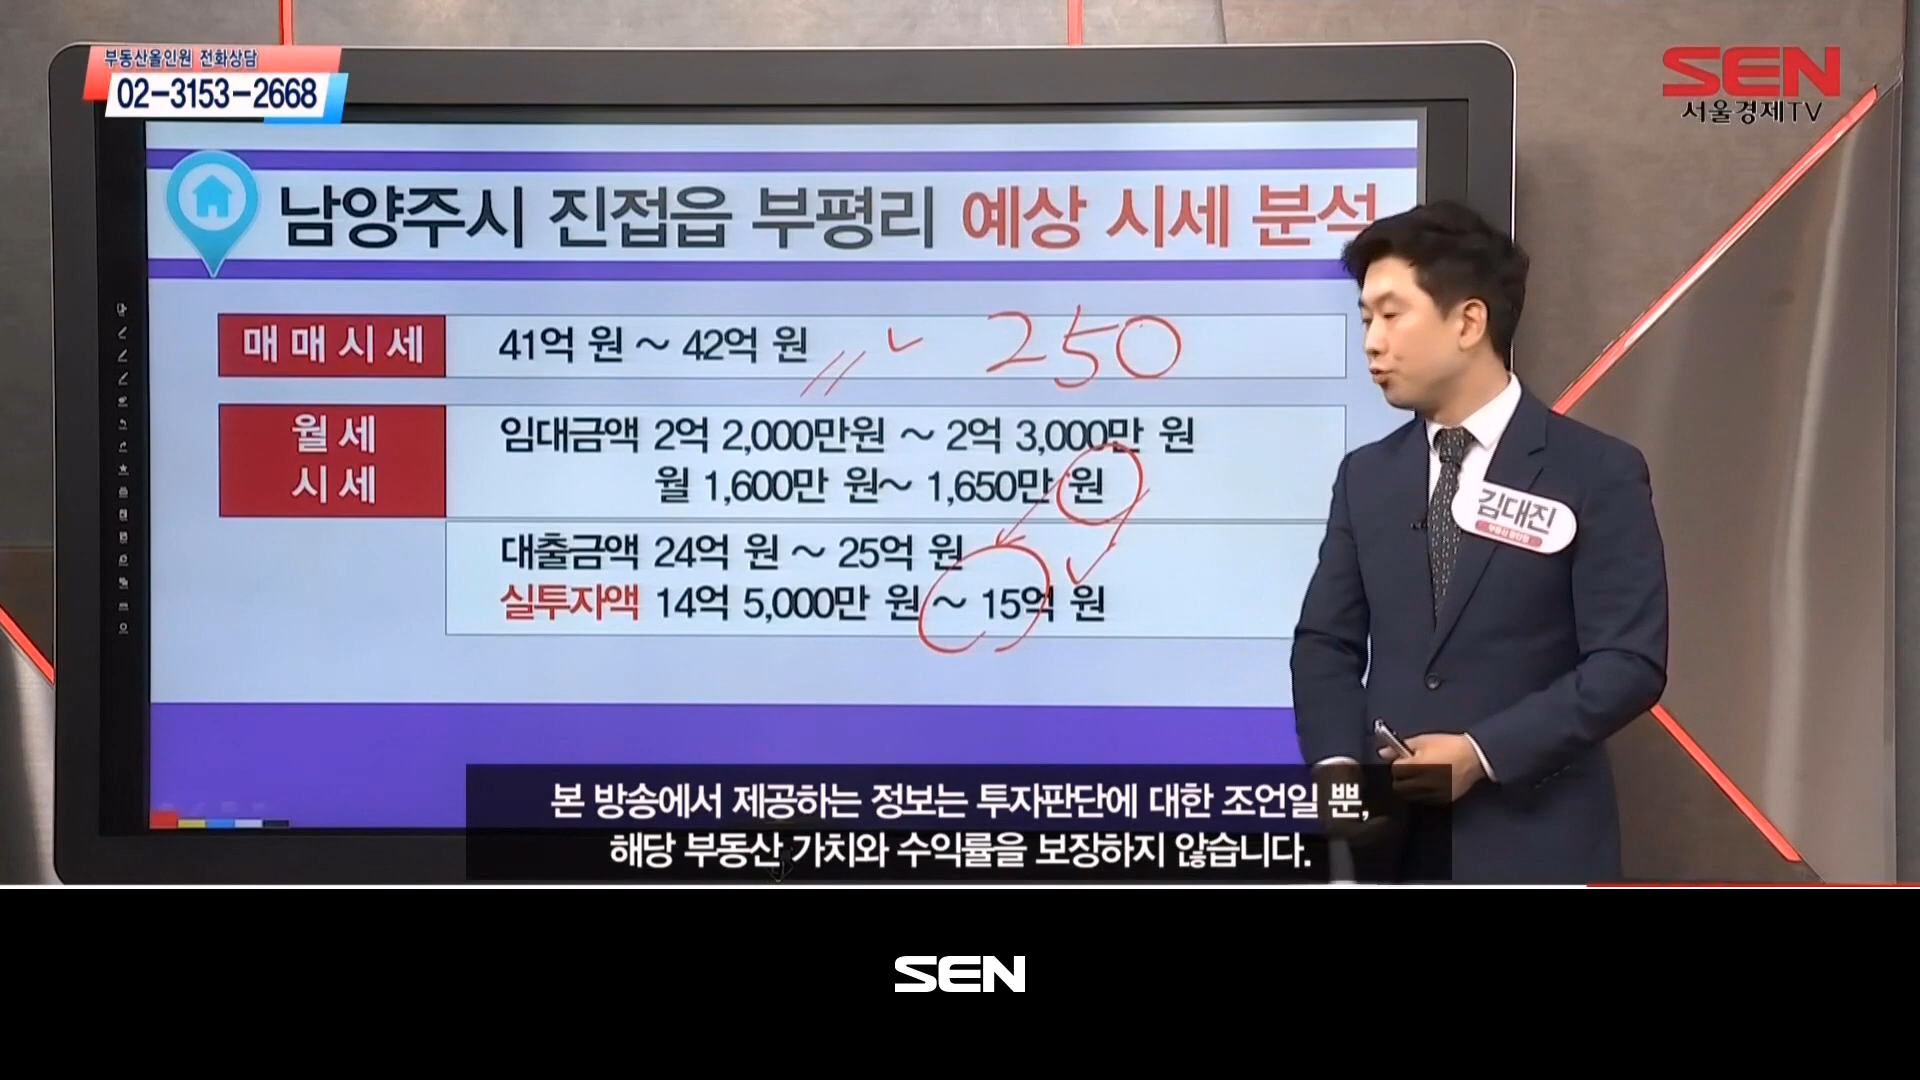 부동산올인원 전화상담
02-3153-2668
SEN
서울경제TV
남양주시 진접읍 부평리 예상 시세 분석
매매시세
41억 원 ~ 42억 원
250
월세
시세
임대금액 2억 2,000만원 ~ 2억 3,000만 원
월 1,600만 원~ 1,650만 원
대출금액 24억 원 ~ 25억 원
실투자액 14억 5,000만 원 ~ 15억 원
김대진
본 방송에서 제공하는 정보는 투자판단에 대한 조언일 뿐,
해당 부동산 가치와 수익률을 보장하지 않습니다.
SEN